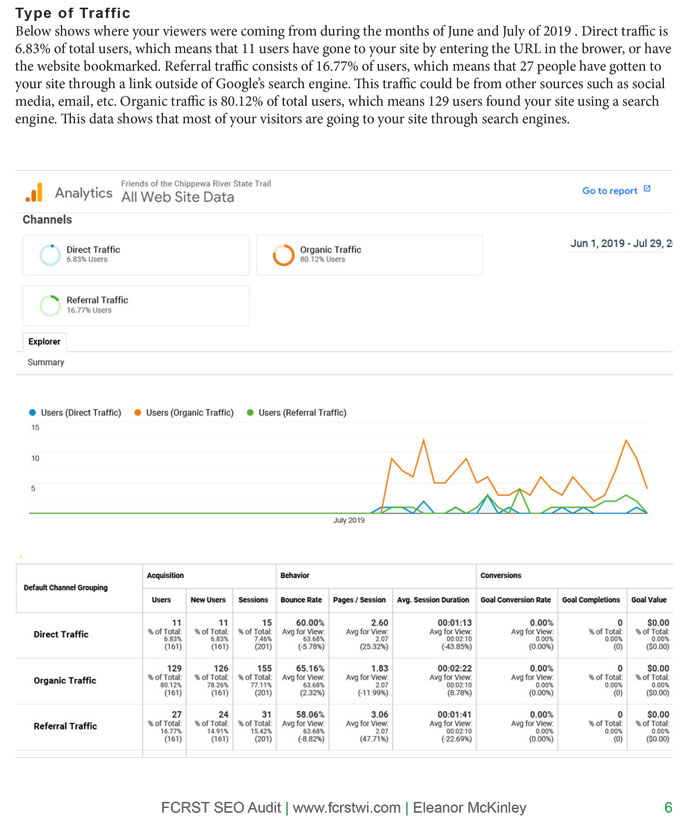 Type of Traffic
Below shows where your viewers were coming from during the months of June and July of 2019 . Direct traffic is
6.83% of total users, which means that 11 users have gone to your site by entering the URL in the brower, or have
the website bookmarked. Referral traffic consists of 16.77% of users, which means that 27 people have gotten to
your site through a link outside of Google's search engine. This traffic could be from other sources such as social
media, email, etc. Organic traffic is 80.12% of total users, which means 129 users found your site using a search
engine. This data shows that most of your visitors are going to your site through search engines.
Analytics
Friends of the Chippewa River State Trail
All Web Site Data
Go to report
Channels
Jun 1, 2019 - Jul 29, 2
Direct Traffic
6.83% Users
Organic Traffic
80.12% Users
Referral Traffic
16.77% Users
Explorer
Summary
Users (Direct Traffic) Users (Organic Traffic) Users (Referral Traffic)
15
10
5
July 2019
Default Channel Grouping
Acquisition Behavior Conversions
Users New Users Sessions Bounce Rate Pages / Session Avg. Session Duration Goal Conversion Rate Goal Completions Goal Value
Direct Traffic
11 11 15 60.00% 2.60 00:01:13 0.00% 0 $0.00
% of Total: % of Total: % of Total: Avg for View: Avg for View: Avg for View: Avg for View: % of Total: % of Total:
6.83% 6.83% 7.46% 63.68% 2.07 00:02:10 0.00% 0.00% 0.00%
(161) (161) (201) (-5.78%) (25.32%) (-43.85%) (0.00%) (0) ($0.00)
Organic Traffic
129 126 155 65.16% 1.83 00:02:22 0.00% 0 $0.00
% of Total: % of Total: % of Total: Avg for View: Avg for View: Avg for View: Avg for View: % of Total: % of Total:
80.12% 78.26% 77.11% 63.68% 2.07 00:02:10 0.00% 0.00% 0.00%
(161) (161) (201) (2.32%) (-11.99%) (8.78%) (0.00%) (0) ($0.00)
Referral Traffic
27 24 31 58.06% 3.06 00:01:41 0.00% 0 $0.00
% of Total: % of Total: % of Total: Avg for View: Avg for View: Avg for View: Avg for View: % of Total: % of Total:
16.77% 14.91% 15.42% 63.68% 2.07 00:02:10 0.00% 0.00% 0.00%
(161) (161) (201) (-8.82%) (47.71%) (-22.69%) (0.00%) (0) ($0.00)
FCRST SEO Audit | www.fcrstwi.com | Eleanor McKinley 6